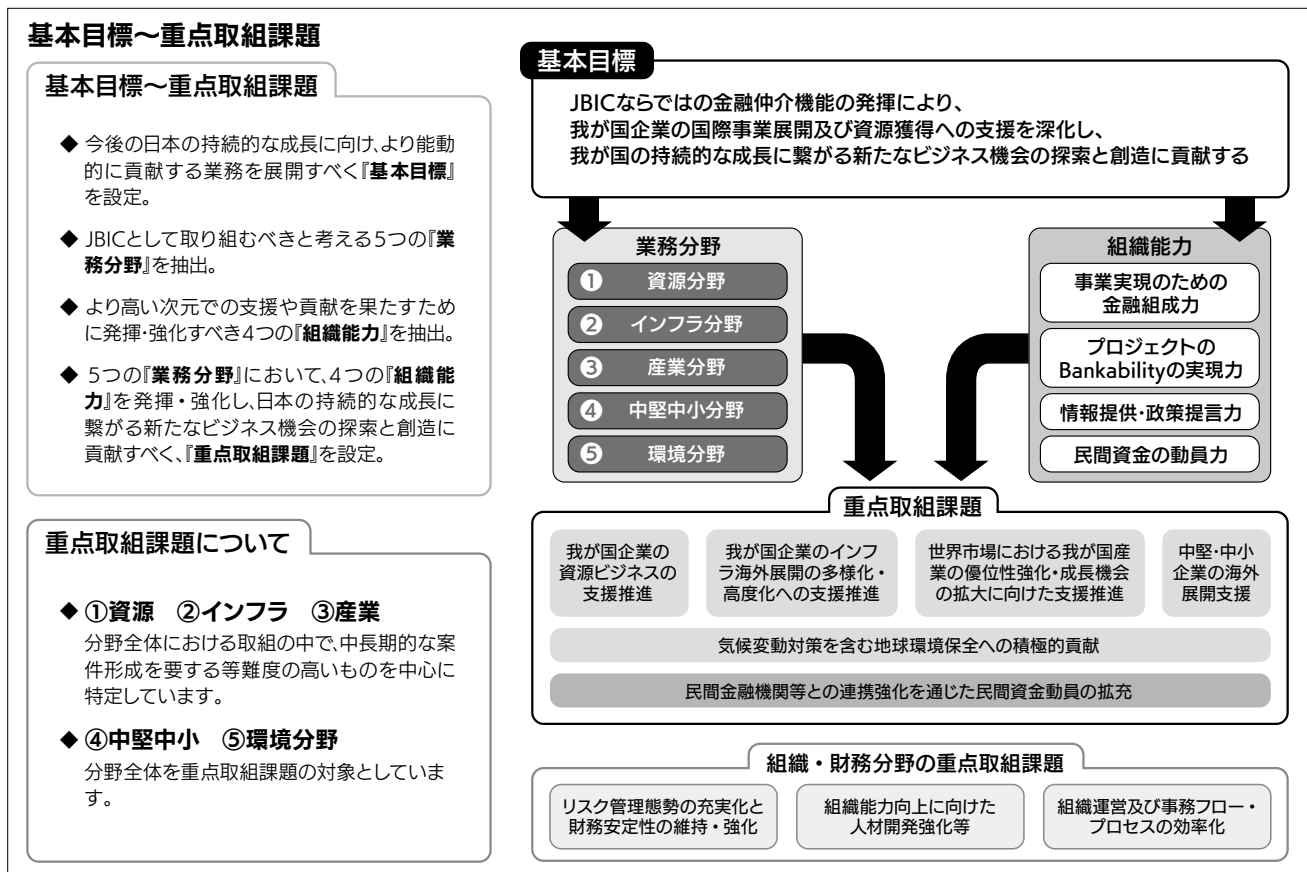 基本目標～重点取組課題
基本目標～重点取組課題
◆ 今後の日本の持続的な成長に向け、より能動
的に貢献する業務を展開すべく『基本目標』
を設定。
◆ JBICとして取り組むべきと考える5つの『業
務分野』を抽出。
◆ より高い次元での支援や貢献を果たすため
に発揮・強化すべき4つの『組織能力』を抽出。
◆ 5つの『業務分野』において、4つの『組織能
力』を発揮・強化し、日本の持続的な成長に
繋がる新たなビジネス機会の探索と創造に
貢献すべく、『重点取組課題』を設定。
重点取組課題について
◆ ①資源 ②インフラ ③産業
分野全体における取組の中で、中長期的な案
件形成を要する等難度の高いものを中心に
特定しています。
◆ ④中堅中小 ⑤環境分野
分野全体を重点取組課題の対象としていま
す。
基本目標
JBICならではの金融仲介機能の発揮により、
我が国企業の国際事業展開及び資源獲得への支援を深化し、
我が国の持続的な成長に繋がる新たなビジネス機会の探索と創造に貢献する
業務分野
❶ 資源分野
❷ インフラ分野
❸ 産業分野
❹ 中堅中小分野
❺ 環境分野
組織能力
事業実現のための
金融組成力
プロジェクトの
Bankabilityの実現力
情報提供・政策提言力
民間資金の動員力
重点取組課題
我が国企業の
資源ビジネスの
支援推進
我が国企業のインフ
ラ海外展開の多様化・
高度化への支援推進
世界市場における我が国産
業の優位性強化・成長機会
の拡大に向けた支援推進
中堅・中小
企業の海外
展開支援
気候変動対策を含む地球環境保全への積極的貢献
民間金融機関等との連携強化を通じた民間資金動員の拡充
組織・財務分野の重点取組課題
リスク管理態勢の充実化と
財務安定性の維持・強化
組織能力向上に向けた
人材開発強化等
組織運営及び事務フロー・
プロセスの効率化